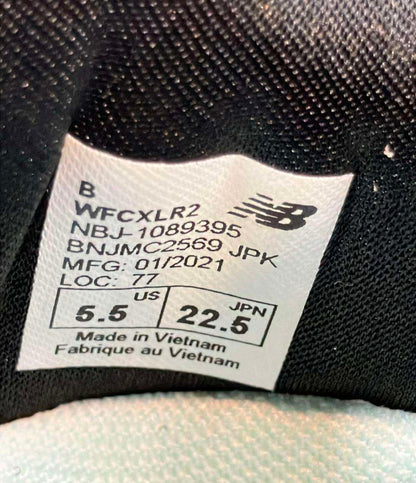 B
WFCXLR2
NB
NBJ-1089395
BNJMC2569 JPK
MFG: 01/2021
LOC: 77
5.5 US 22.5 JPN
Made in Vietnam
Fabrique au Vietnam